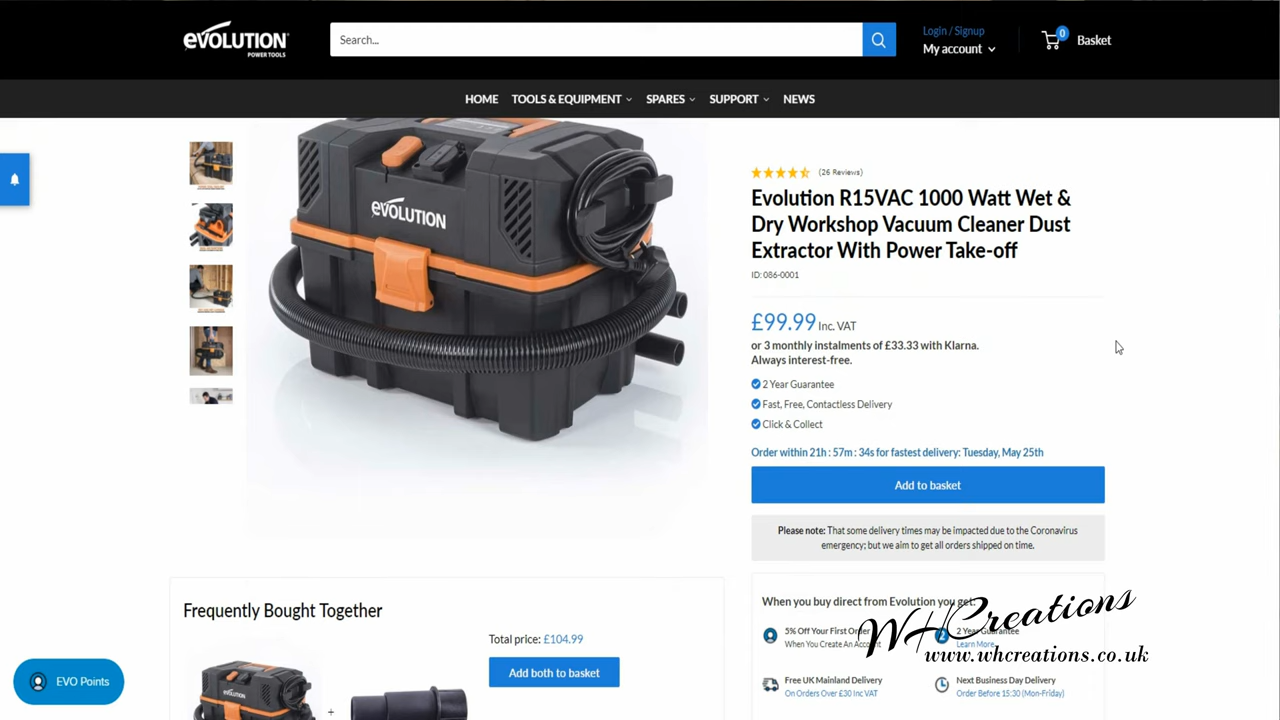 eVOLUTION
POWER TOOLS
Search...
Login / Signup
My account
0
Basket
HOME
TOOLS & EQUIPMENT
SPARES
SUPPORT
NEWS
eVOLUTION
(26 Reviews)
Evolution R15VAC 1000 Watt Wet &
Dry Workshop Vacuum Cleaner Dust
Extractor With Power Take-off
ID: 086-0001
£99.99 Inc. VAT
or 3 monthly instalments of £33.33 with Klarna.
Always interest-free.
2 Year Guarantee
Fast, Free, Contactless Delivery
Click & Collect
Order within 21h : 57m : 34s for fastest delivery: Tuesday, May 25th
Add to basket
Please note: That some delivery times may be impacted due to the Coronavirus
emergency; but we aim to get all orders shipped on time.
Frequently Bought Together
Total price: £104.99
Add both to basket
eVOLUTION
+
EVO Points
When you buy direct from Evolution you get:
5% Off Your First Order
When You Create An Account
2 Year Guarantee
Learn More
Free UK Mainland Delivery
On Orders Over £30 Inc VAT
Next Business Day Delivery
Order Before 15:30 (Mon-Friday)
WHCreations
www.whcreations.co.uk